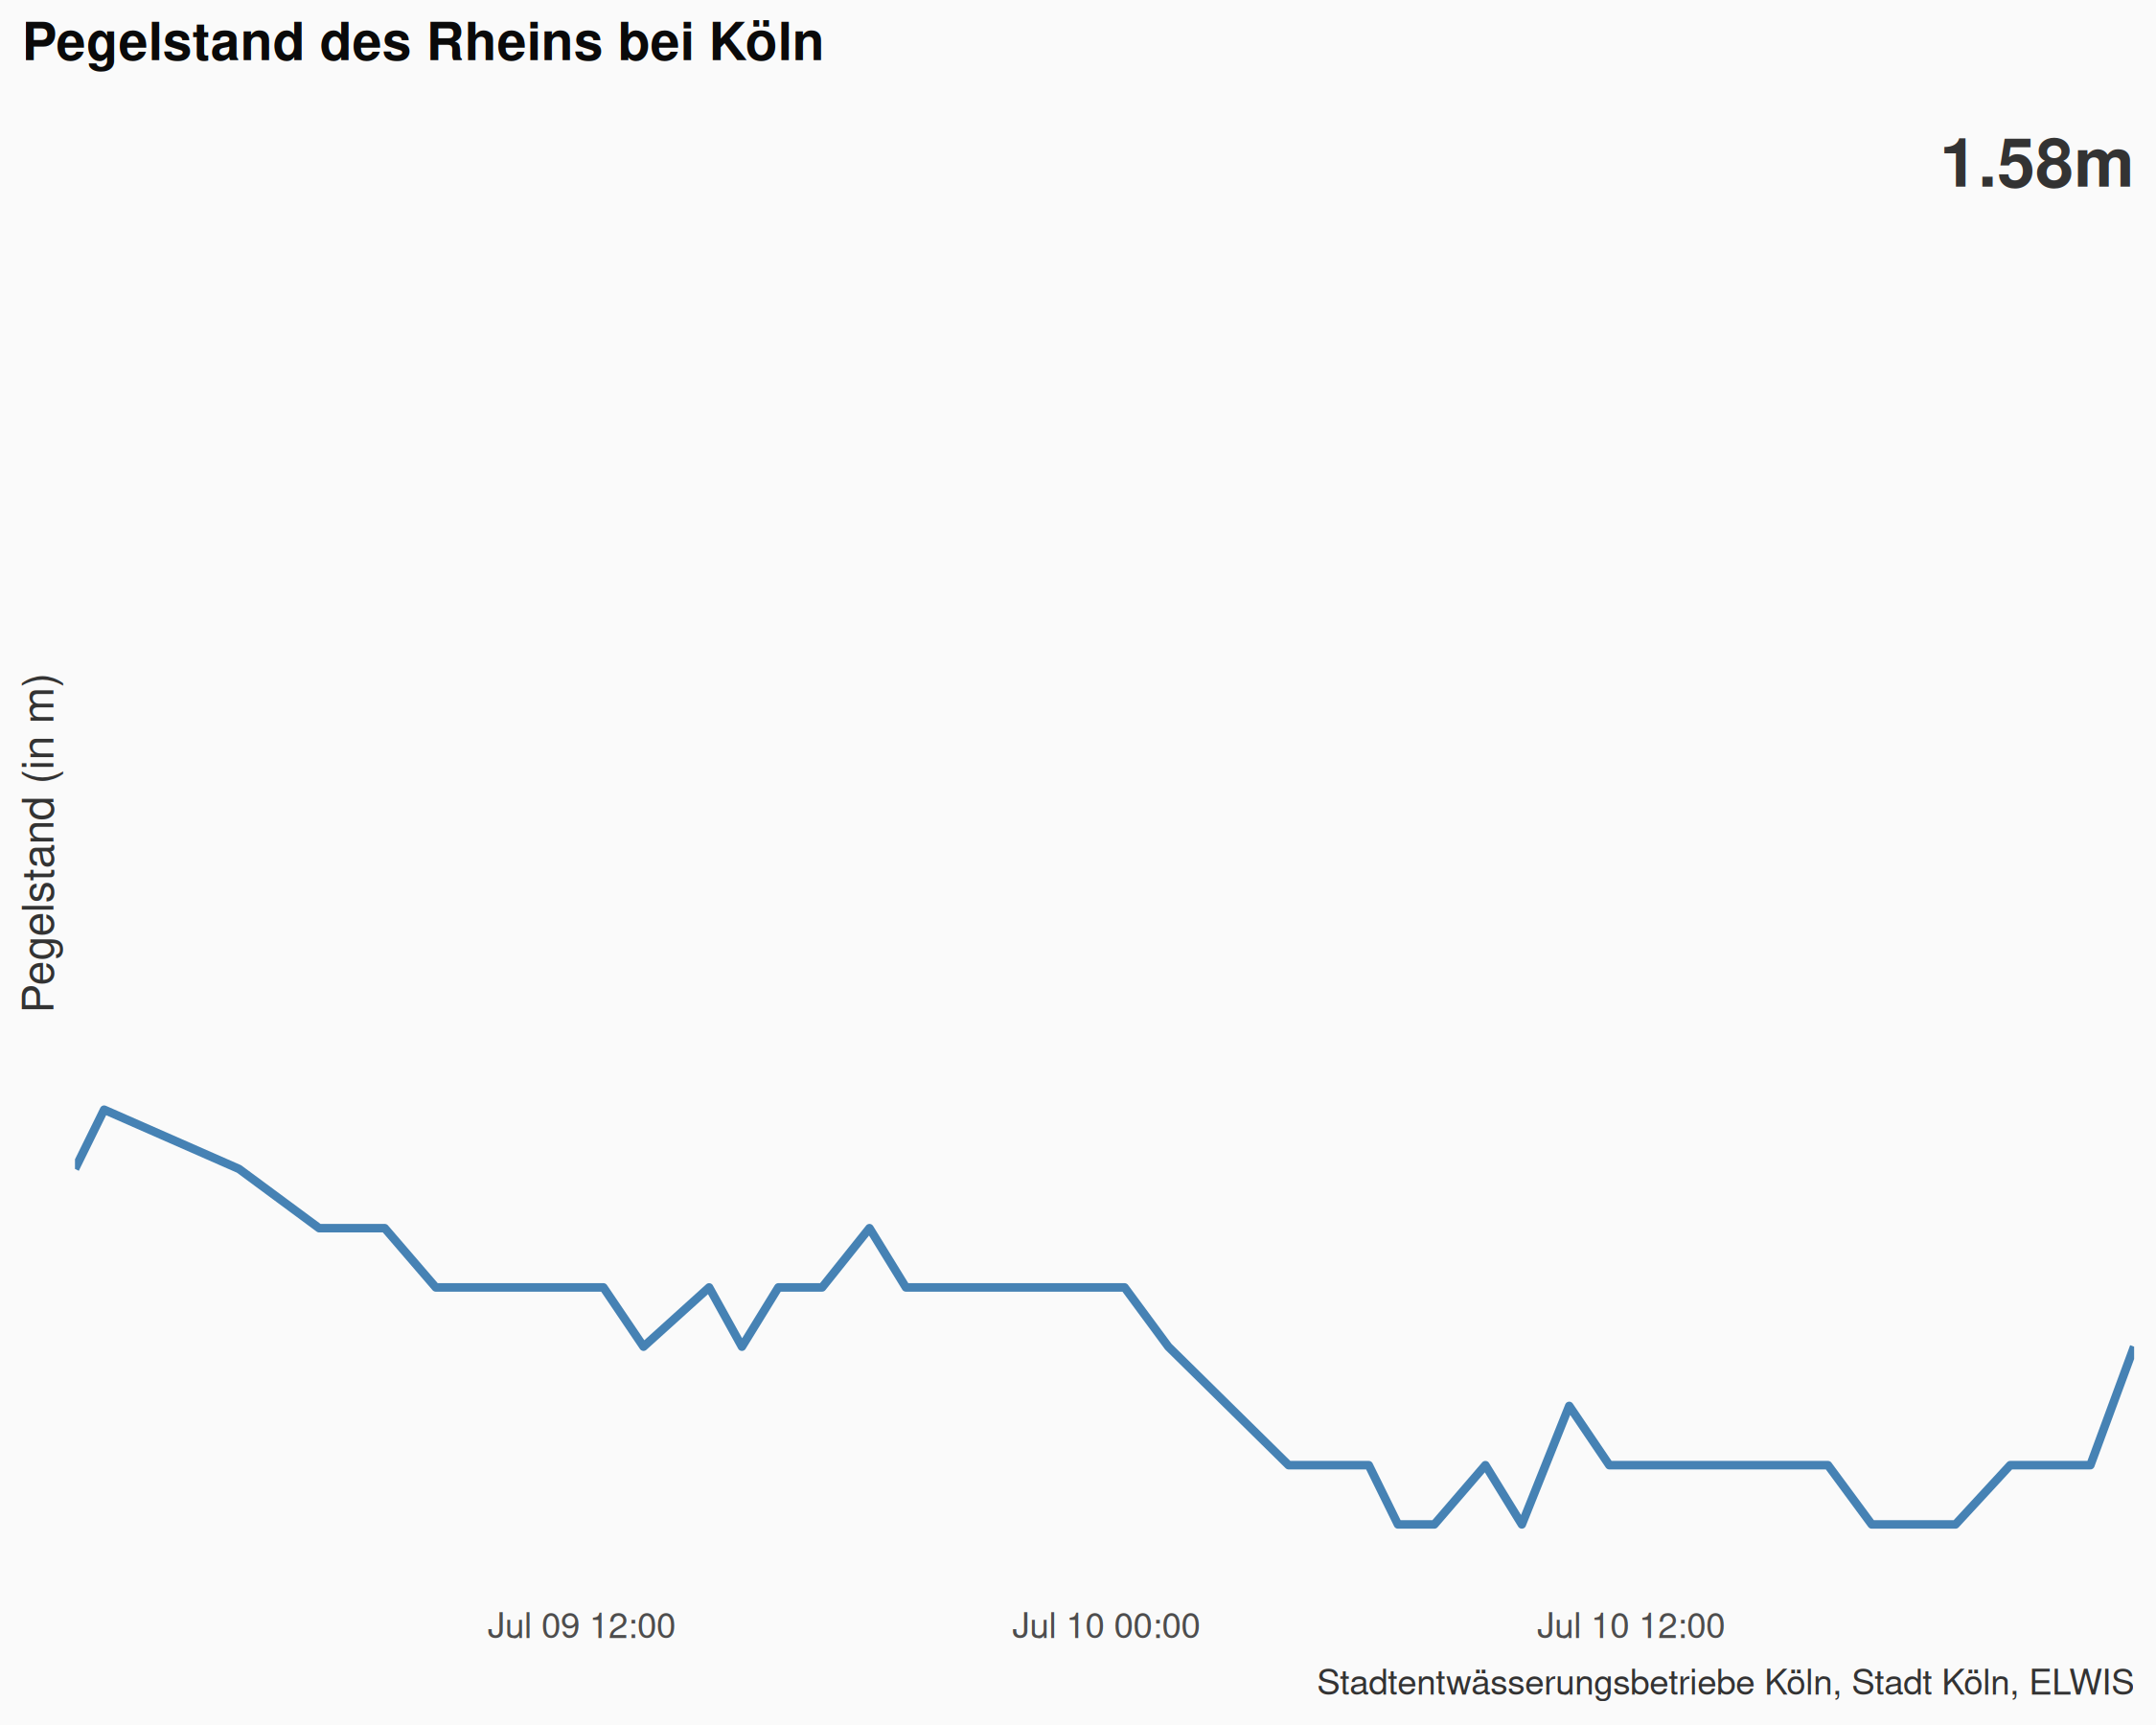 Pegelstand des Rheins bei Köln
1.58m
Pegelstand (in m)
Jul 09 12:00
Jul 10 00:00
Jul 10 12:00
Stadtentwässerungsbetriebe Köln, Stadt Köln, ELWIS